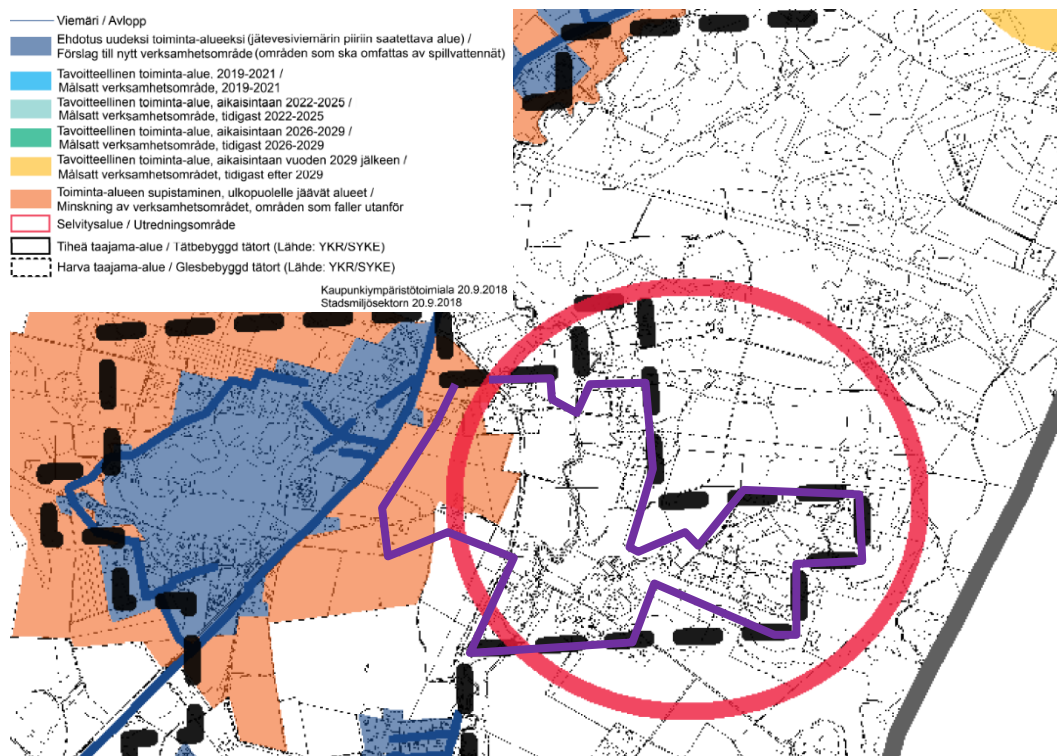 Viemäri / Avlopp
Ehdotus uudeksi toiminta-alueeksi (jätevesiviemärin piiriin saatettava alue) /
Förslag till nytt verksamhetsområde (områden som ska omfattas av spillvattennät)
Tavoitteellinen toiminta-alue, 2019-2021 /
Målsatt verksamhetsområde, 2019-2021
Tavoitteellinen toiminta-alue, aikaisintaan 2022-2025 /
Målsatt verksamhetsområde, tidigast 2022-2025
Tavoitteellinen toiminta-alue, aikaisintaan 2026-2029 /
Målsatt verksamhetsområde, tidigast 2026-2029
Tavoitteellinen toiminta-alue, aikaisintaan vuoden 2029 jälkeen /
Målsatt verksamhetsområdet, tidigast efter 2029
Toiminta-alueen supistaminen, ulkopuolelle jäävät alueet /
Minskning av verksamhetsområdet, områden som faller utanför
Selvitysalue / Utredningsområde
Tiheä taajama-alue / Tätbebyggd tätort (Lähde: YKR/SYKE)
Harva taajama-alue / Glesbebyggd tätort (Lähde: YKR/SYKE)
Kaupunkiympäristötoimiala 20.9.2018
Stadsmiljösektorn 20.9.2018